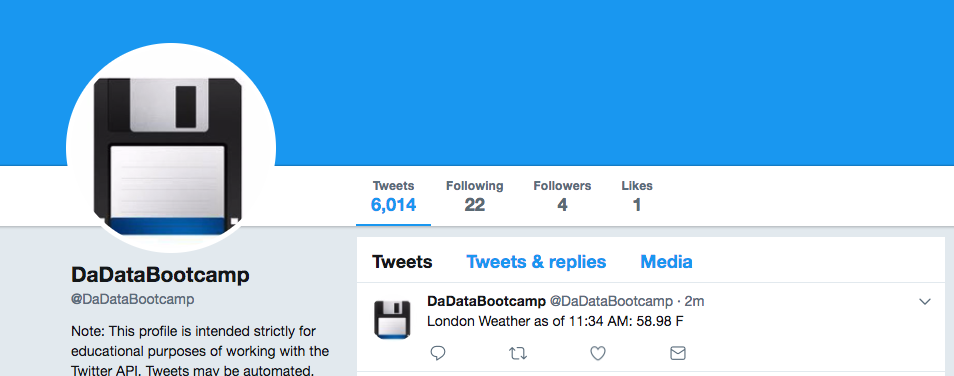 Tweets Following Followers Likes
6,014 22 4 1
DaDataBootcamp
@DaDataBootcamp
Note: This profile is intended strictly for
educational purposes of working with the
Twitter API. Tweets may be automated.
Tweets Tweets & replies Media
DaDataBootcamp @DaDataBootcamp · 2m
London Weather as of 11:34 AM: 58.98 F